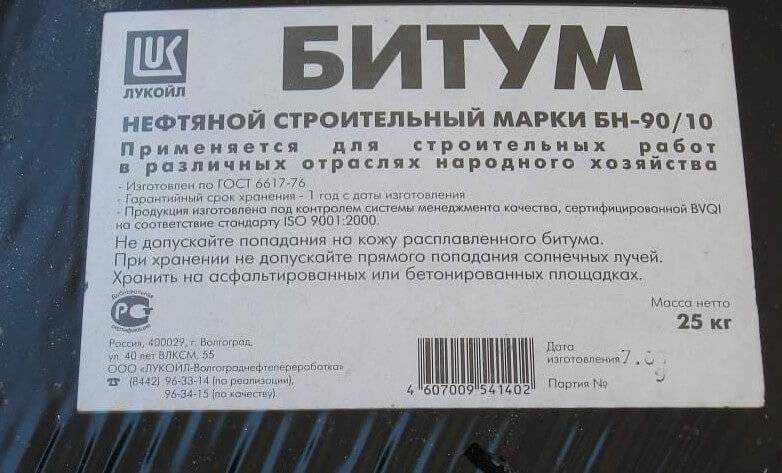 БИТУМ
LUK
ЛУКОЙЛ
НЕФТЯНОЙ СТРОИТЕЛЬНЫЙ МАРКИ БН-90/10
Применяется для строительных работ
в различных отраслях народного хозяйства
- Изготовлен по ГОСТ 6617-76
- Гарантийный срок хранения - 1 год с даты изготовления
- Продукция изготовлена под контролем системы менеджмента качества, сертифицированной BVQI
на соответствие стандарту ISO 9001:2000.
Не допускайте попадания на кожу расплавленного битума.
При хранении не допускайте прямого попадания солнечных лучей.
Хранить на асфальтированных или бетонированных площадках.
Добровольная
РСТ
сертификация
Масса нетто
25 кг
Россия, 400029, г. Волгоград,
ул. 40 лет ВЛКСМ, 55
ООО «ЛУКОЙЛ-Волгограднефтепереработка»
☎ (8442) 96-33-14 (по реализации),
96-34-15 (по качеству)
4 607009 541402
Дата
изготовления
Партия №